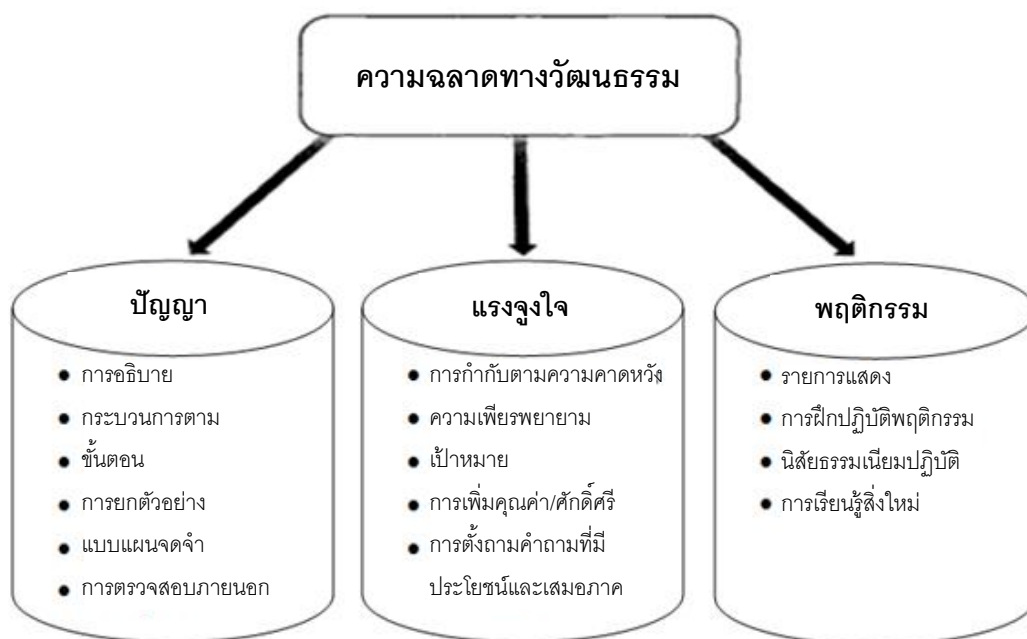 ความฉลาดทางวัฒนธรรม
ปัญญา
• การอธิบาย
• กระบวนการตาม
• ขั้นตอน
• การยกตัวอย่าง
• แบบแผนจดจำ
• การตรวจสอบภายนอก
แรงจูงใจ
• การกำกับตามความคาดหวัง
• ความเพียรพยายาม
• เป้าหมาย
• การเพิ่มคุณค่า/ศักดิ์ศรี
• การตั้งถามคำถามที่มี
ประโยชน์และเสมอภาค
พฤติกรรม
• รายการแสดง
• การฝึกปฏิบัติพฤติกรรม
• นิสัยธรรมเนียมปฏิบัติ
• การเรียนรู้สิ่งใหม่